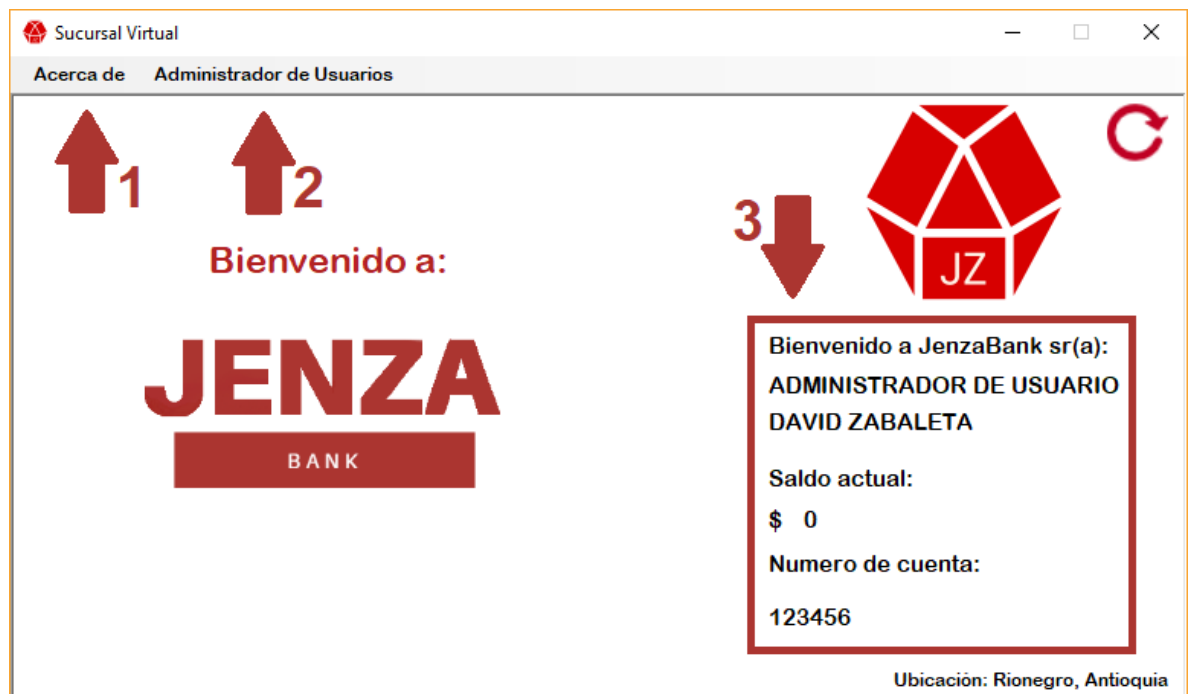 Sucursal Virtual
Acerca de Administrador de Usuarios
1
2
3
JZ
Bienvenido a:
JENZA
BANK
Bienvenido a JenzaBank sr(a):
ADMINISTRADOR DE USUARIO
DAVID ZABALETA
Saldo actual:
$ 0
Numero de cuenta:
123456
Ubicación: Rionegro, Antioquia